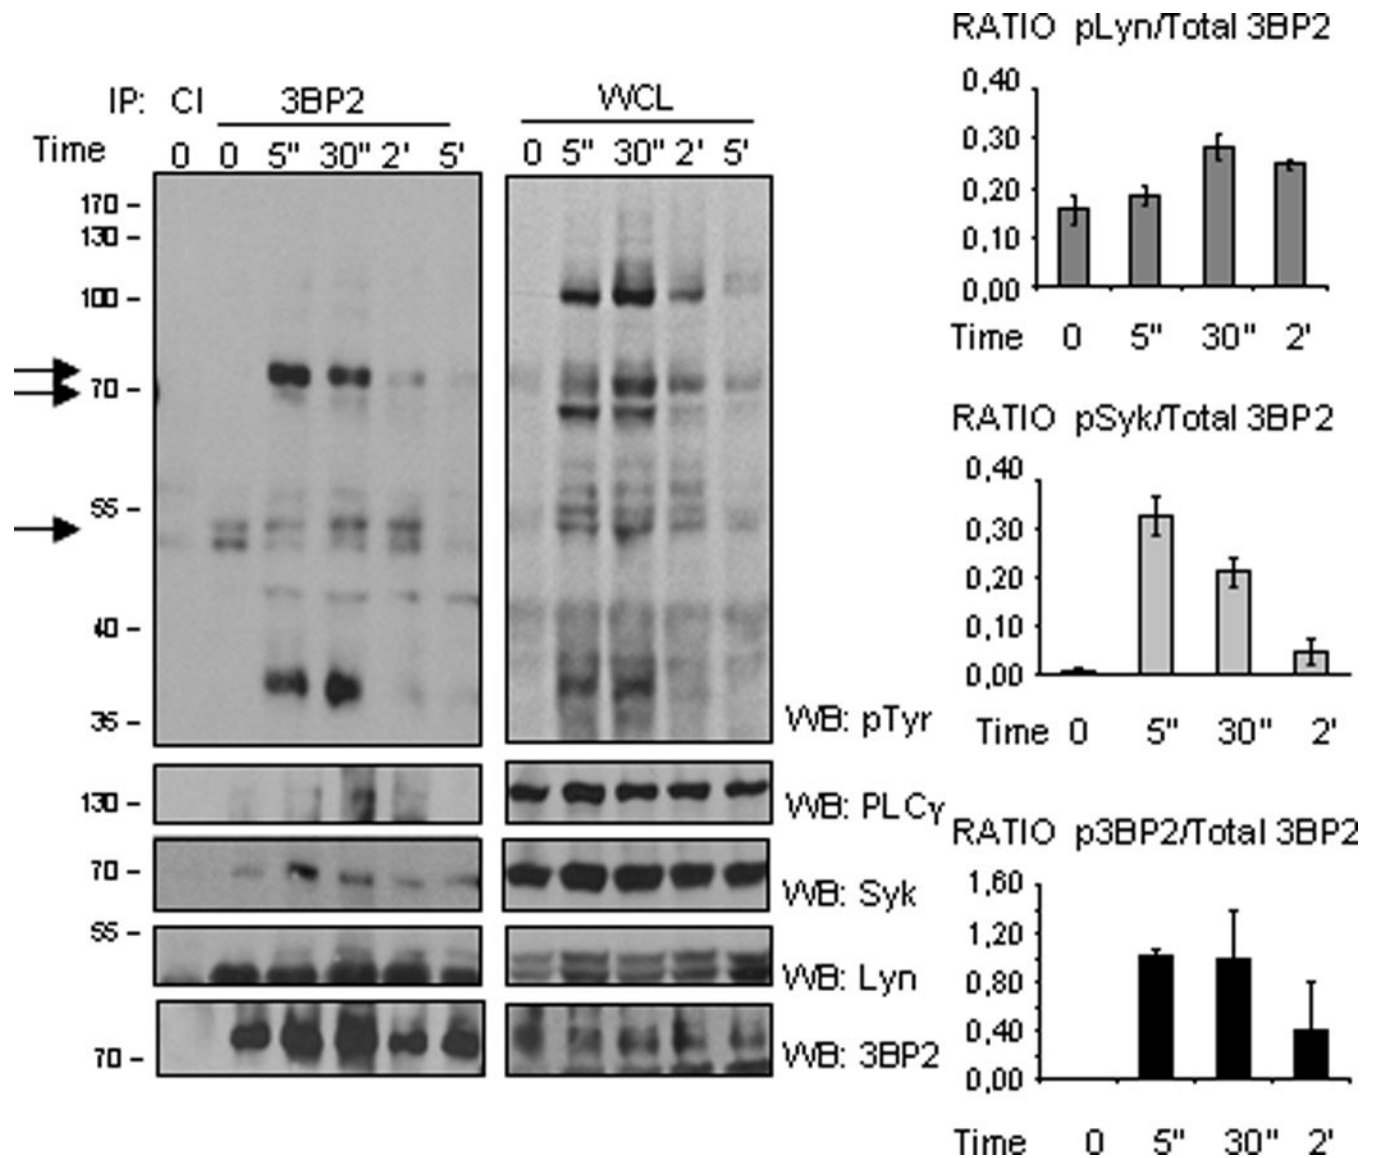 IP: CI 3BP2 WCL
Time 0 0 5" 30" 2' 5' 0 5" 30" 2' 5'
170 –
130 –
100 –
70 –
55 –
40 –
35 –
WB: pTyr
130 –
WB: PLCγ
70 –
WB: Syk
55 –
WB: Lyn
70 –
WB: 3BP2
RATIO pLyn/Total 3BP2
0,40
0,30
0,20
0,10
0,00
Time 0 5" 30" 2'
RATIO pSyk/Total 3BP2
0,40
0,30
0,20
0,10
0,00
Time 0 5" 30" 2'
RATIO p3BP2/Total 3BP2
1,60
1,20
0,80
0,40
0,00
Time 0 5" 30" 2'